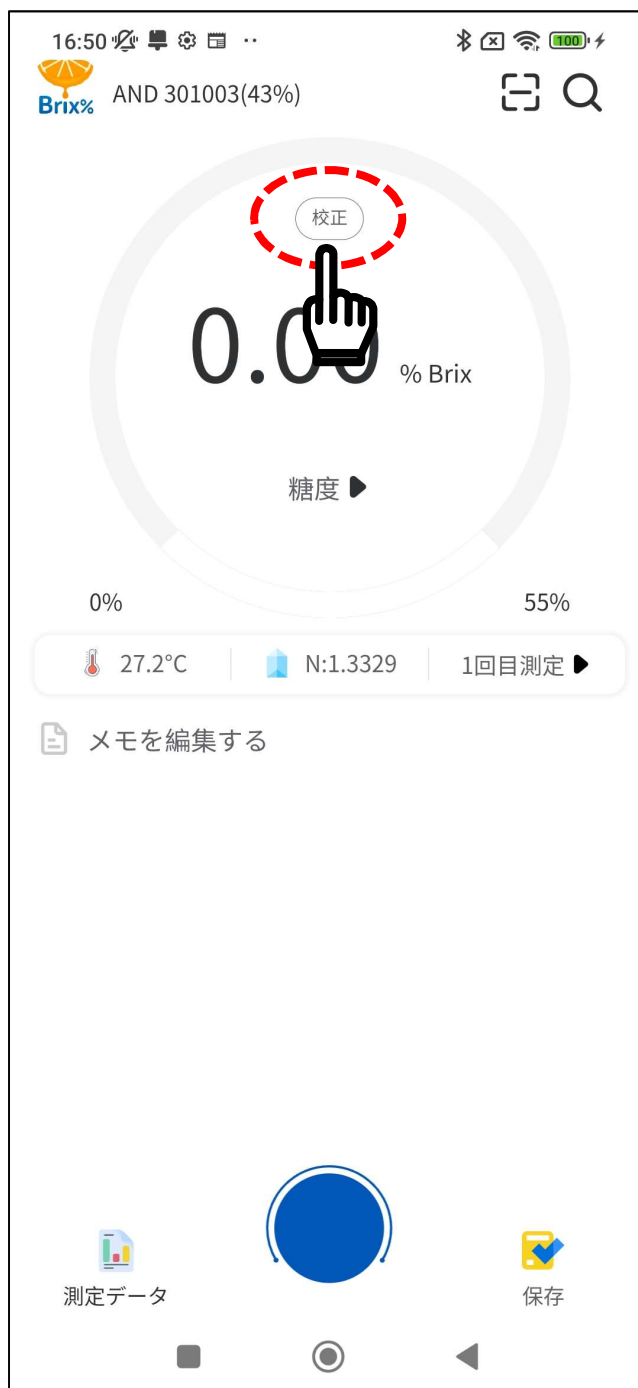 16:50
100
Brix%
AND 301003(43%)
校正
0.00 % Brix
糖度
0%
55%
27.2°C
N:1.3329
1回目測定
メモを編集する
測定データ
保存